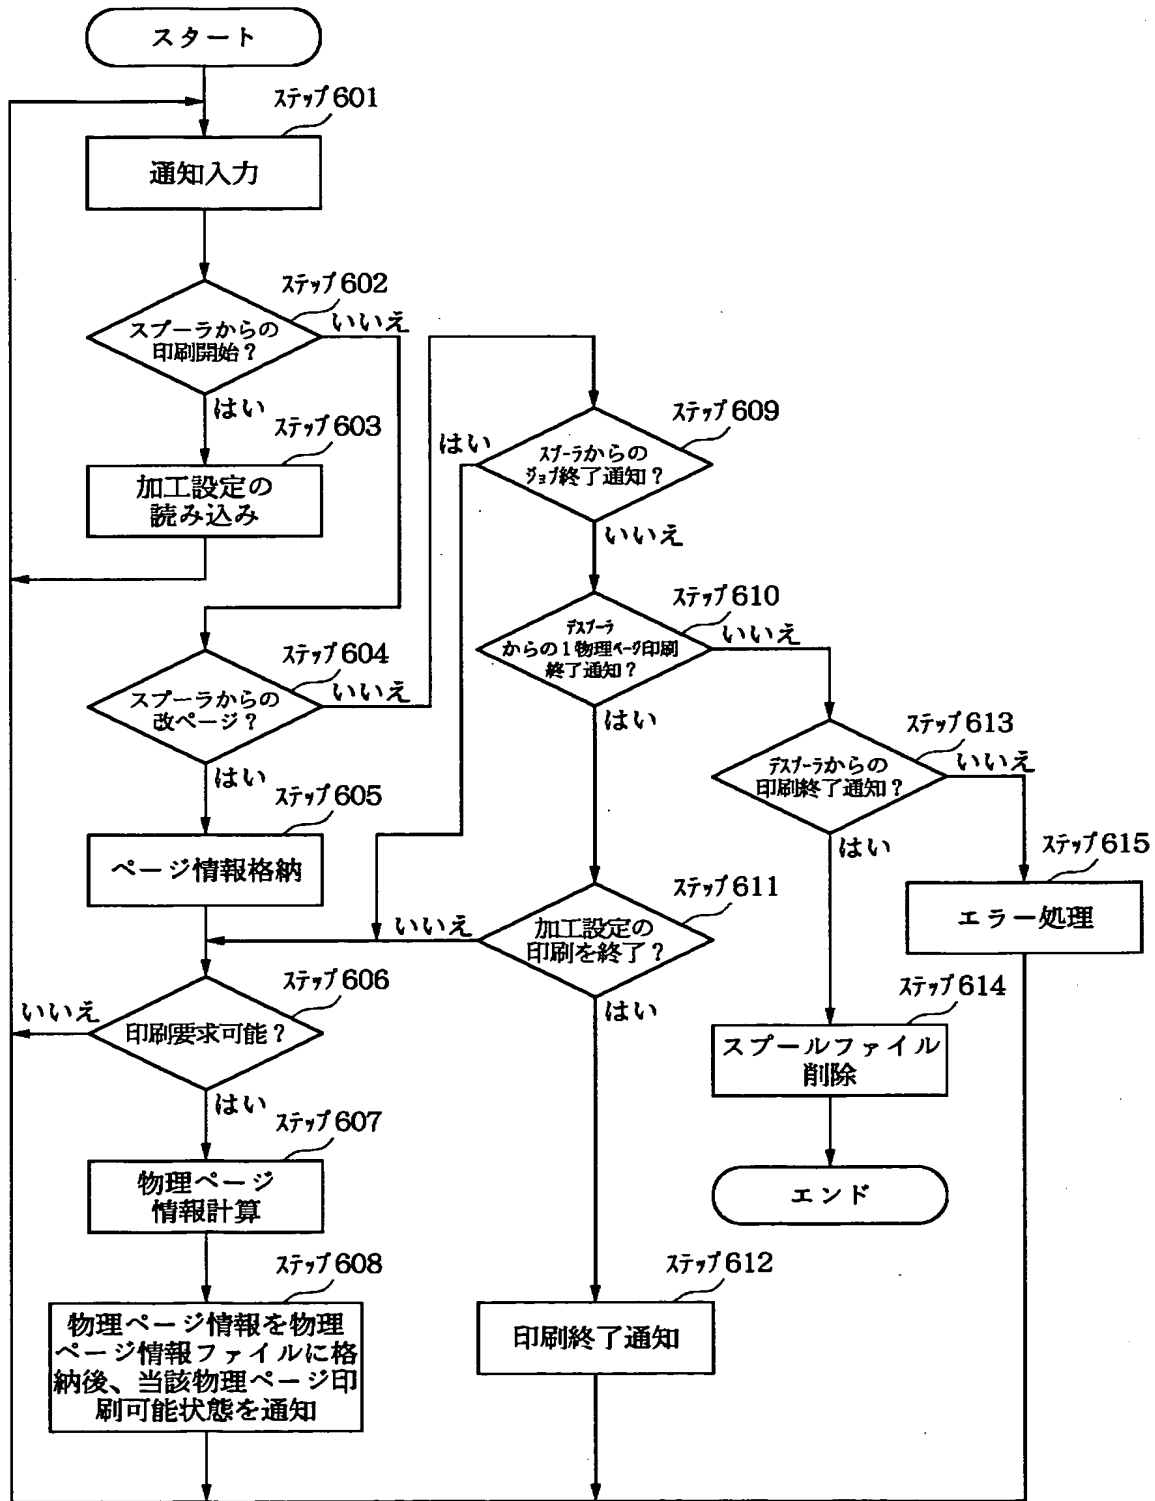 スタート
ステップ601
通知入力
ステップ602
スプーラからの
印刷開始?
いいえ
はい
ステップ603
加工設定の
読み込み
ステップ604
スプーラからの
改ページ?
いいえ
はい
ステップ605
ページ情報格納
ステップ606
印刷要求可能?
いいえ
はい
ステップ607
物理ページ
情報計算
ステップ608
物理ページ情報を物理
ページ情報ファイルに格
納後、当該物理ページ印
刷可能状態を通知
ステップ609
スプーラからの
ジョブ終了通知?
はい
いいえ
ステップ610
デスプーラ
からの1物理ページ印刷
終了通知?
いいえ
はい
ステップ611
加工設定の
印刷を終了?
いいえ
はい
ステップ612
印刷終了通知
ステップ613
デスプーラからの
印刷終了通知?
いいえ
はい
ステップ614
スプールファイル
削除
エンド
ステップ615
エラー処理